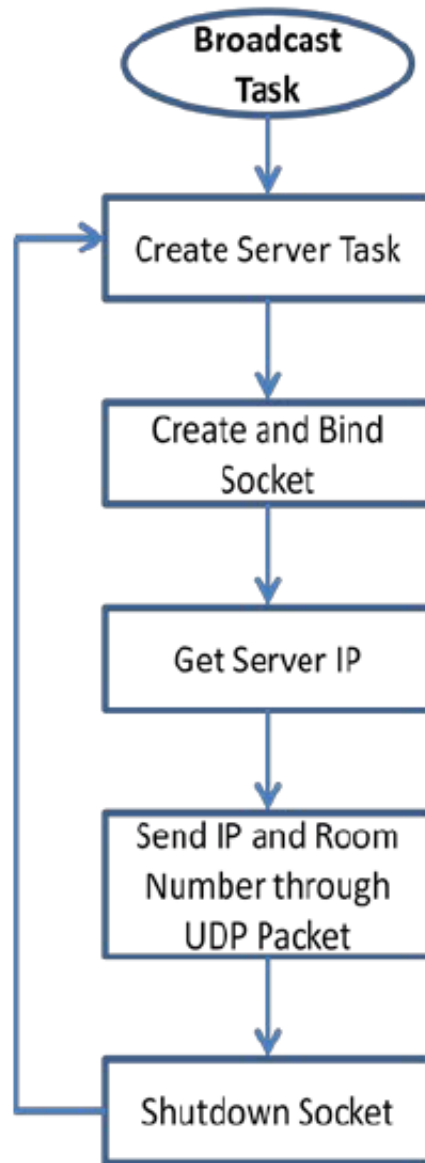 Broadcast
Task
Create Server Task
Create and Bind
Socket
Get Server IP
Send IP and Room
Number through
UDP Packet
Shutdown Socket